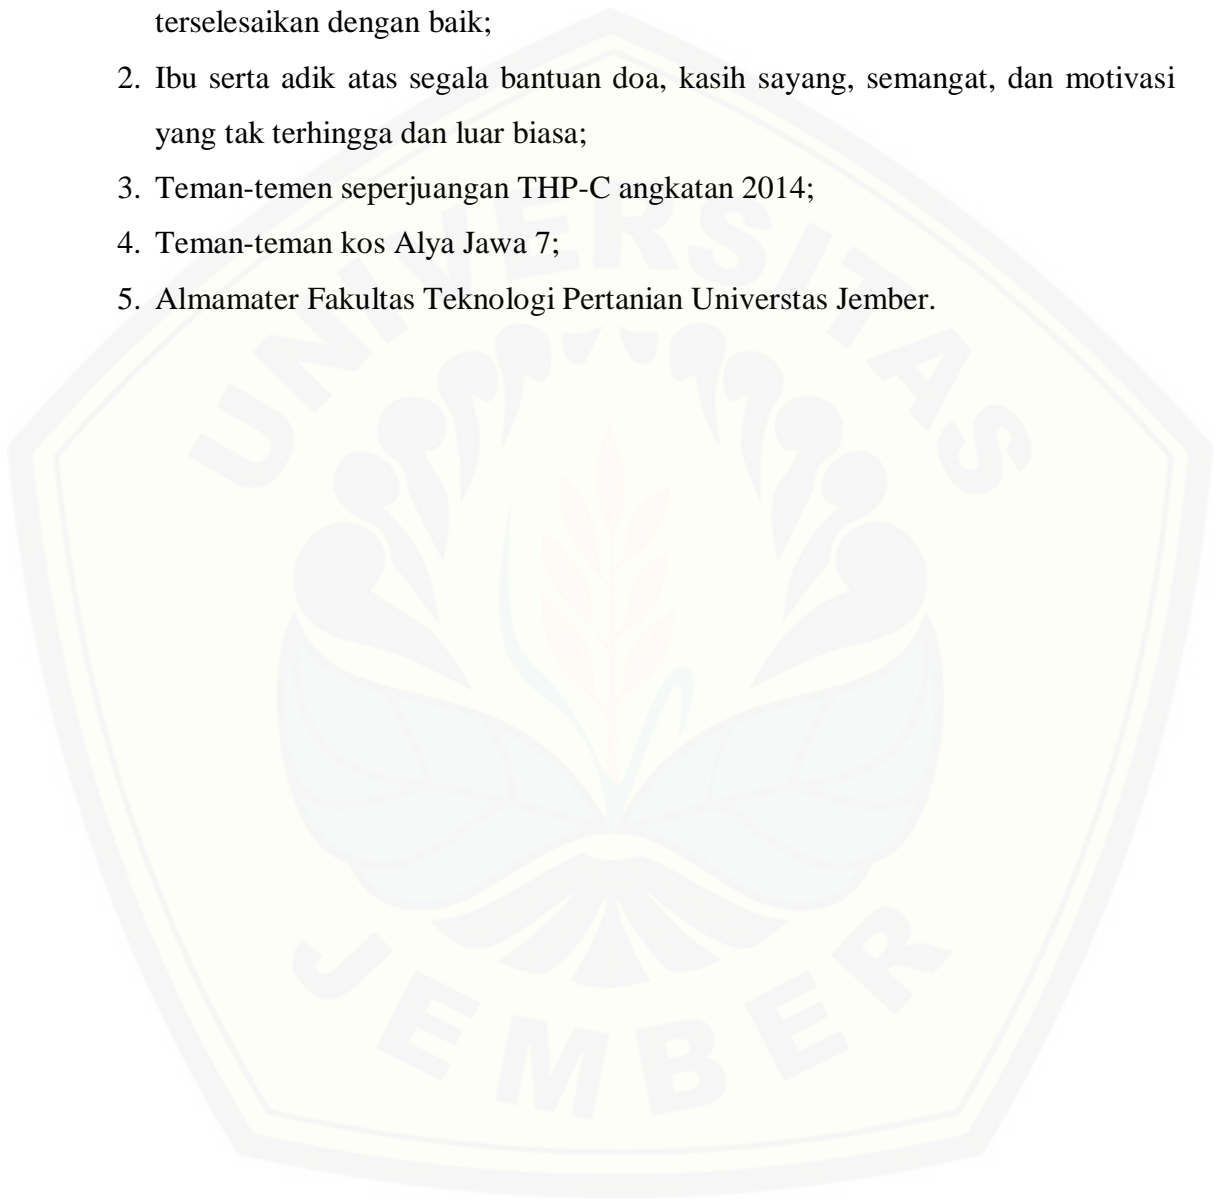 terselesaikan dengan baik;
2. Ibu serta adik atas segala bantuan doa, kasih sayang, semangat, dan motivasi
yang tak terhingga dan luar biasa;
3. Teman-temen seperjuangan THP-C angkatan 2014;
4. Teman-teman kos Alya Jawa 7;
5. Almamater Fakultas Teknologi Pertanian Universtas Jember.
UNIVERSITAS
JEMBER